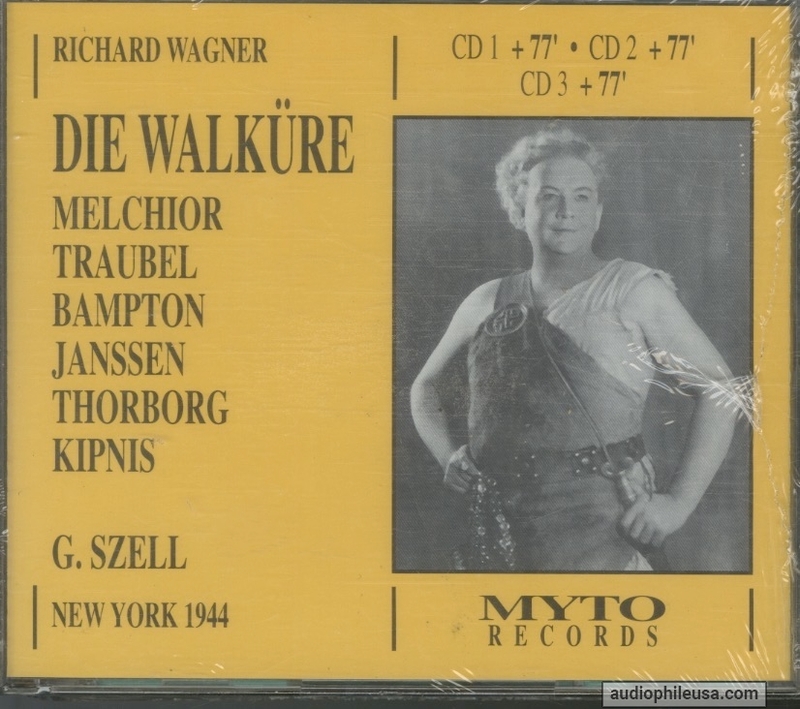 RICHARD WAGNER
CD 1 + 77' • CD 2 + 77'
CD 3 + 77'
DIE WALKÜRE
MELCHIOR
TRAUBEL
BAMPTON
JANSSEN
THORBORG
KIPNIS
G. SZELL
NEW YORK 1944
MYTO
RECORDS
audiophileusa.com